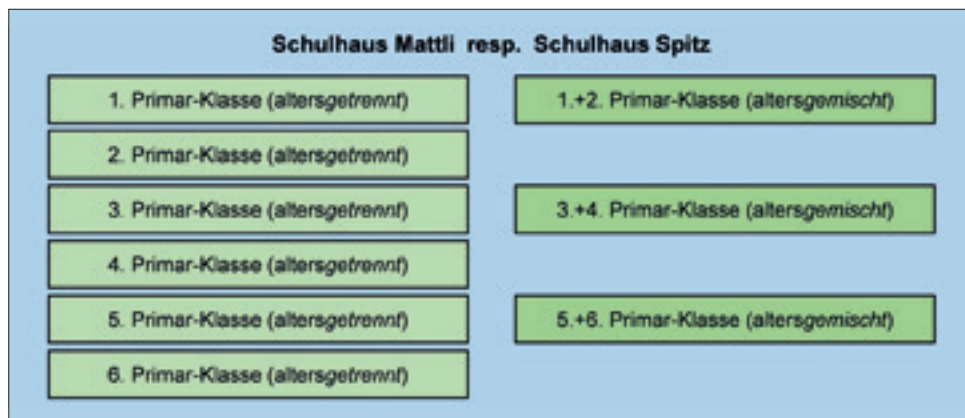 Schulhaus Mattli resp. Schulhaus Spitz
1. Primar-Klasse (altersgetrennt)
2. Primar-Klasse (altersgetrennt)
3. Primar-Klasse (altersgetrennt)
4. Primar-Klasse (altersgetrennt)
5. Primar-Klasse (altersgetrennt)
6. Primar-Klasse (altersgetrennt)
1.+2. Primar-Klasse (altersgemischt)
3.+4. Primar-Klasse (altersgemischt)
5.+6. Primar-Klasse (altersgemischt)